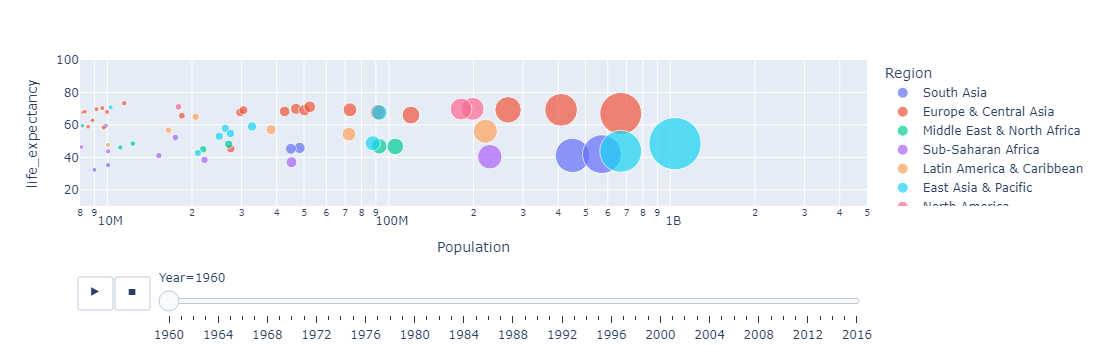 100
80
60
40
20
life_expectancy
8 9 10M 2 3 4 5 6 7 8 9 100M 2 3 4 5 6 7 8 9 1B 2 3 4 5
Population
Region
South Asia
Europe & Central Asia
Middle East & North Africa
Sub-Saharan Africa
Latin America & Caribbean
East Asia & Pacific
North America
Year=1960
1960 1964 1968 1972 1976 1980 1984 1988 1992 1996 2000 2004 2008 2012 2016